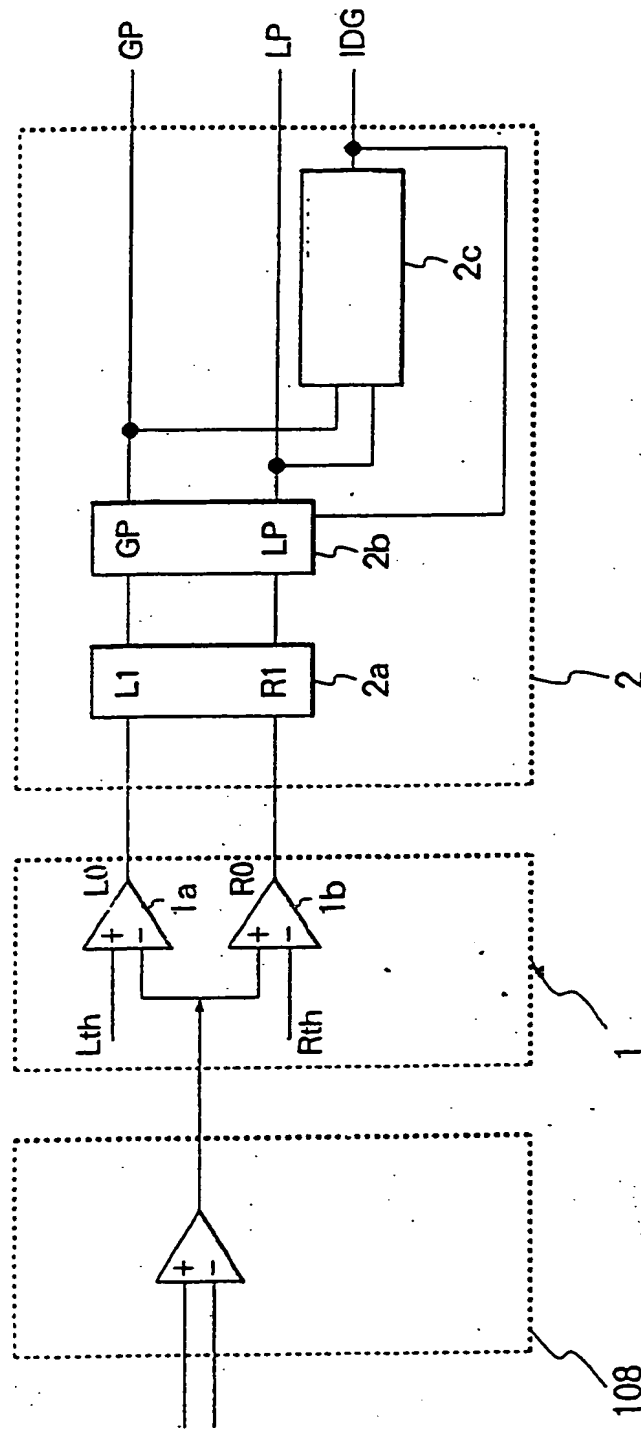 GP
LP
IDG
2c
GP
LP
2b
L1
R1
2a
2
L0
1a
R0
1b
+
−
+
−
Lth
Rth
1
+
−
108